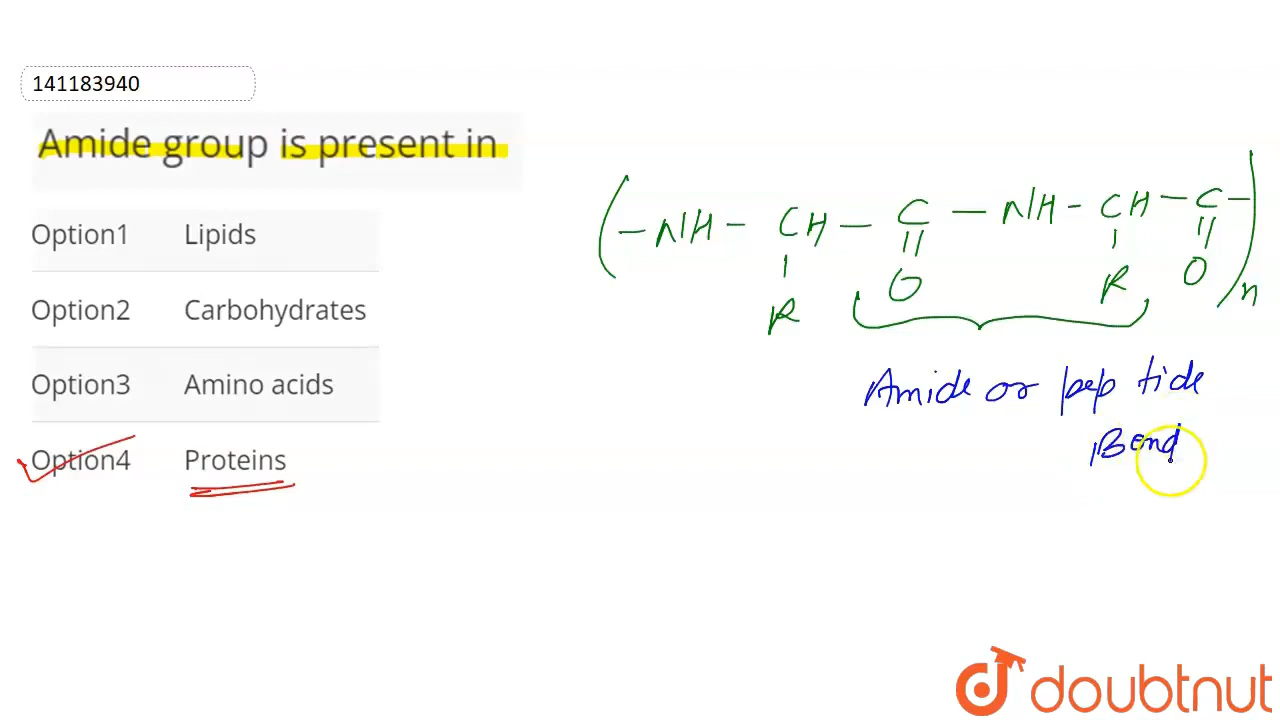 141183940
Amide group is present in
Option1 Lipids
Option2 Carbohydrates
Option3 Amino acids
Option4 Proteins
(-NH-CH-C-NH-CH-C-)n
R O R O
Amide or peptide
Bond
doubtnut